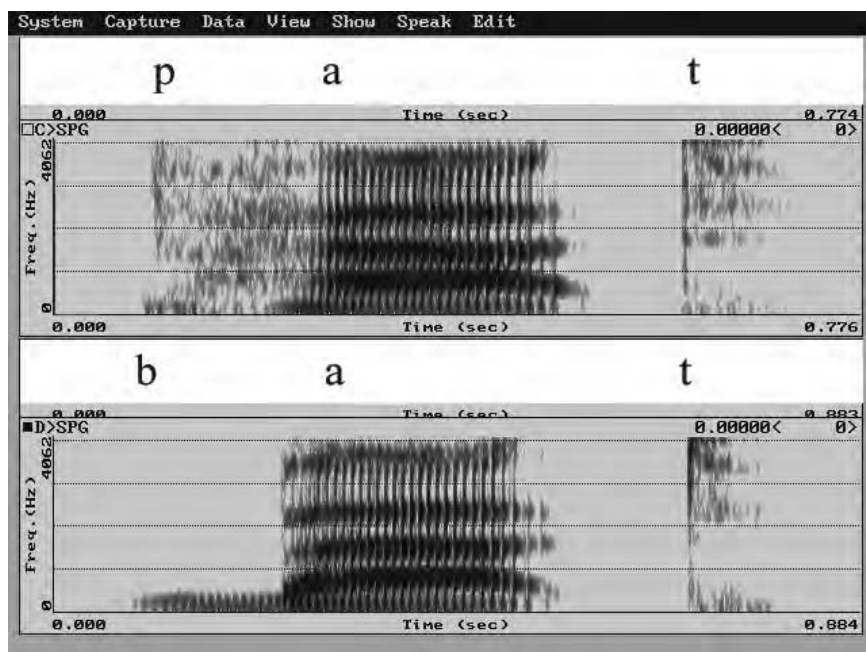 System Capture Data View Show Speak Edit
p a t
0.000 Time (sec) 0.774
□C>SPG 0.00000< 0>
4062
Freq.(Hz)
0
0.000 Time (sec) 0.776
b a t
0.000 Time (sec) 0.883
■D>SPG 0.00000< 0>
4062
Freq.(Hz)
0
0.000 Time (sec) 0.884